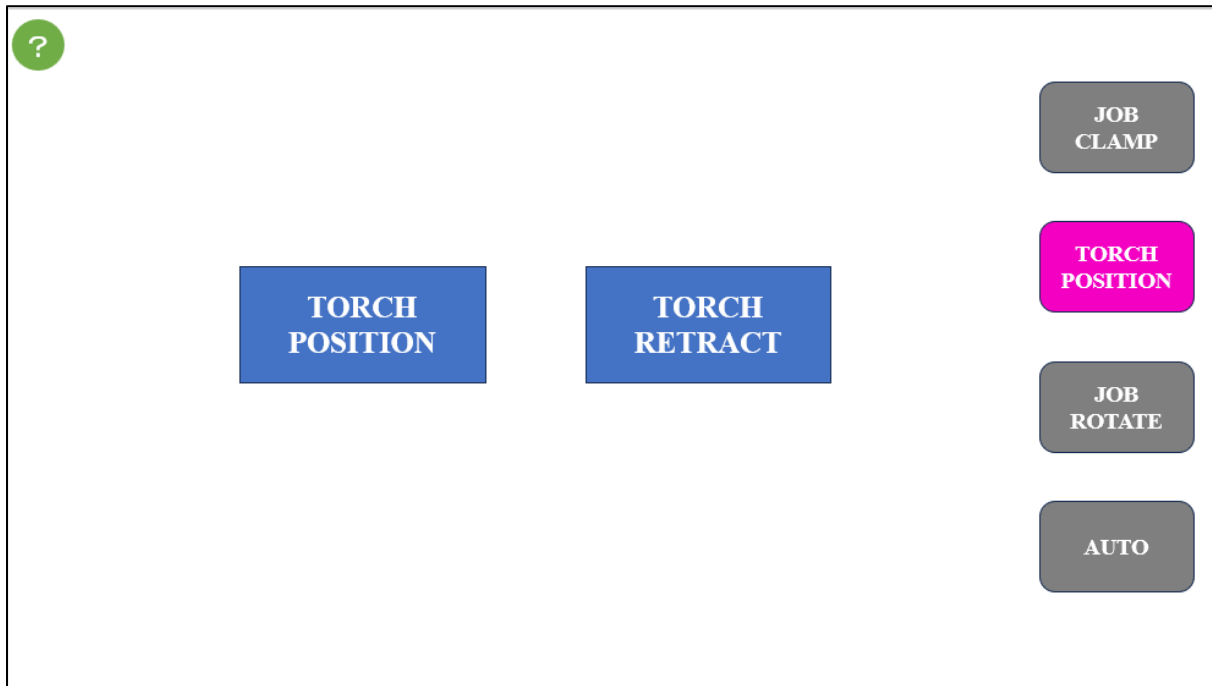 ?
JOB
CLAMP
TORCH
POSITION
TORCH
POSITION
TORCH
RETRACT
JOB
ROTATE
AUTO